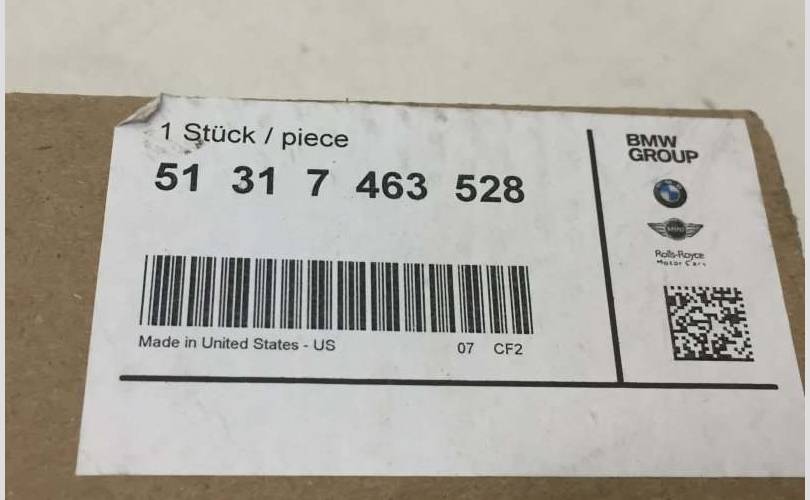 1 Stück / piece
51 31 7 463 528
Made in United States - US
07 CF2
BMW
GROUP
MINI
Rolls-Royce
Motor Cars